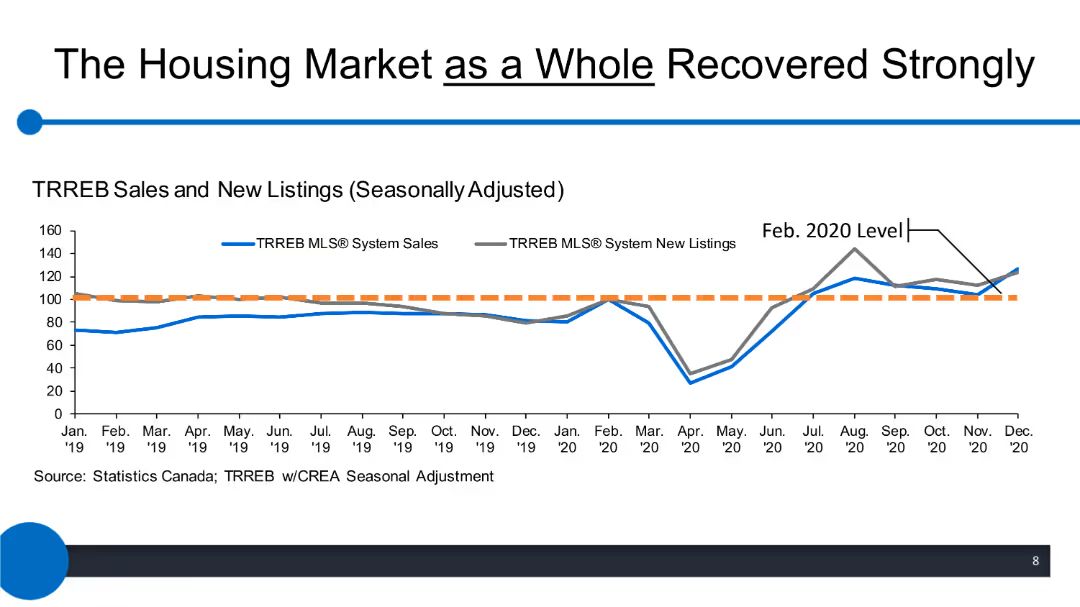 The Housing Market as a Whole Recovered Strongly
TRREB Sales and New Listings (Seasonally Adjusted)
Feb. 2020 Level
TRREB MLS® System Sales
TRREB MLS® System New Listings
160
140
120
100
80
60
40
20
0
Jan. Feb. Mar. Apr. May. Jun. Jul. Aug. Sep. Oct. Nov. Dec. Jan. Feb. Mar. Apr. May. Jun. Jul. Aug. Sep. Oct. Nov. Dec.
'19 '19 '19 '19 '19 '19 '19 '19 '19 '19 '19 '19 '20 '20 '20 '20 '20 '20 '20 '20 '20 '20 '20 '20
Source: Statistics Canada; TRREB w/CREA Seasonal Adjustment
8